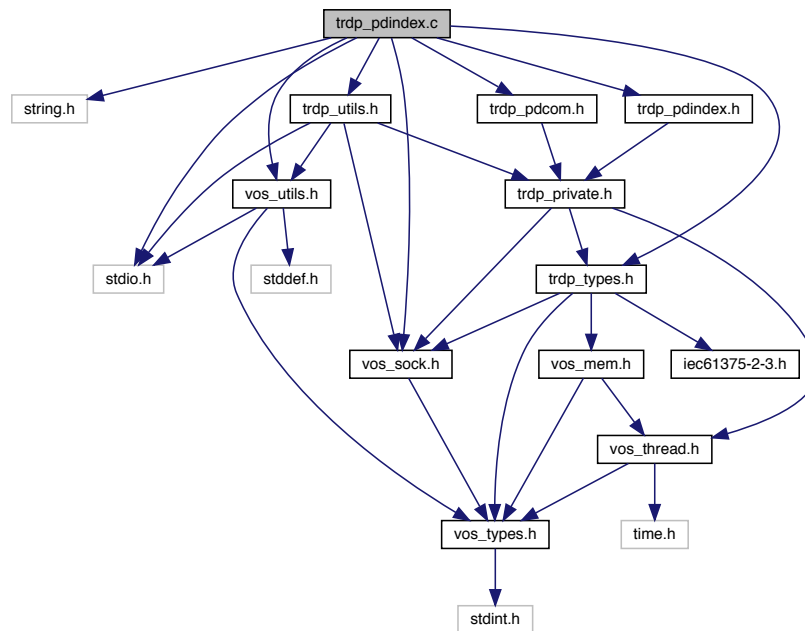 trdp_pdindex.c
string.h
trdp_utils.h
trdp_pdcom.h
trdp_pdindex.h
vos_utils.h
trdp_private.h
stdio.h
stddef.h
trdp_types.h
vos_sock.h
vos_mem.h
iec61375-2-3.h
vos_thread.h
vos_types.h
time.h
stdint.h